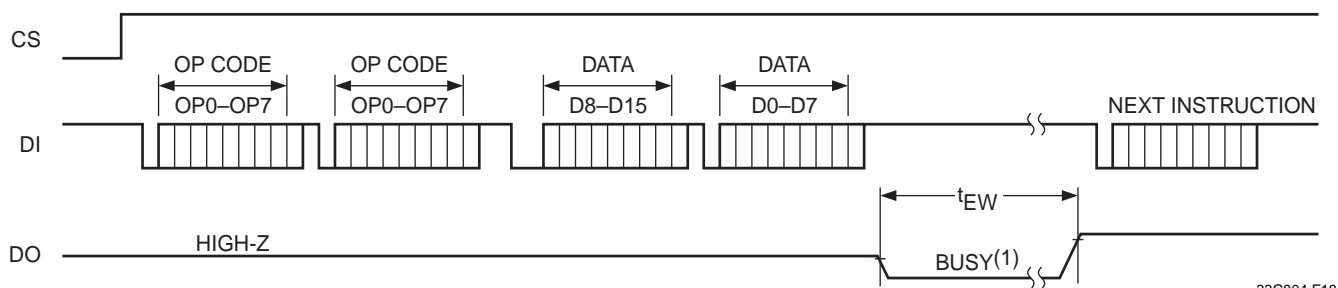 CS
OP CODE OP CODE DATA DATA
OP0–OP7 OP0–OP7 D8–D15 D0–D7 NEXT INSTRUCTION
DI
tEW
HIGH-Z
DO BUSY(1)